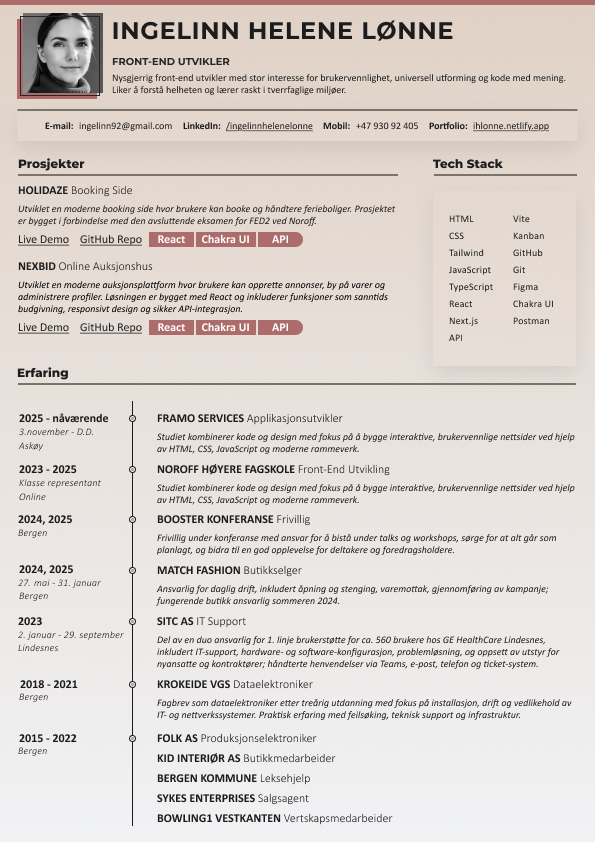 INGELINN HELENE LØNNE
FRONT-END UTVIKLER
Nysgjerrig front-end utvikler med stor interesse for brukervennlighet, universell utforming og kode med mening.
Liker å forstå helheten og lærer raskt i tverrfaglige miljøer.
E-mail: ingelinn92@gmail.com LinkedIn: /ingelinnhelenelonne Mobil: +47 930 92 405 Portfolio: ihlonne.netlify.app
Prosjekter
HOLIDAZE Booking Side
Utviklet en moderne booking side hvor brukere kan booke og håndtere ferieboliger. Prosjektet
er bygget i forbindelse med den avsluttende eksamen for FED2 ved Noroff.
Live Demo GitHub Repo React Chakra UI API
NEXBID Online Auksjonshus
Utviklet en moderne auksjonsplattform hvor brukere kan opprette annonser, by på varer og
administrere profiler. Løsningen er bygget med React og inkluderer funksjoner som sanntids
budgivning, responsivt design og sikker API-integrasjon.
Live Demo GitHub Repo React Chakra UI API
Tech Stack
HTML Vite
CSS Kanban
Tailwind GitHub
JavaScript Git
TypeScript Figma
React Chakra UI
Next.js Postman
API
Erfaring
2025 - nåværende
3.november - D.D.
Askøy
FRAMO SERVICES Applikasjonsutvikler
Studiet kombinerer kode og design med fokus på å bygge interaktive, brukervennlige nettsider ved hjelp
av HTML, CSS, JavaScript og moderne rammeverk.
2023 - 2025
Klasse representant
Online
NOROFF HØYERE FAGSKOLE Front-End Utvikling
Studiet kombinerer kode og design med fokus på å bygge interaktive, brukervennlige nettsider ved hjelp
av HTML, CSS, JavaScript og moderne rammeverk.
2024, 2025
Bergen
BOOSTER KONFERANSE Frivillig
Frivillig under konferanse med ansvar for å bistå under talks og workshops, sørge for at alt går som
planlagt, og bidra til en god opplevelse for deltakere og foredragsholdere.
2024, 2025
27. mai - 31. januar
Bergen
MATCH FASHION Butikkselger
Ansvarlig for daglig drift, inkludert åpning og stenging, varemottak, gjennomføring av kampanje;
fungerende butikk ansvarlig sommeren 2024.
2023
2. januar - 29. september
Lindesnes
SITC AS IT Support
Del av en duo ansvarlig for 1. linje brukerstøtte for ca. 560 brukere hos GE HealthCare Lindesnes,
inkludert IT-support, hardware- og software-konfigurasjon, problemløsning, og oppsett av utstyr for
nyansatte og kontraktører; håndterte henvendelser via Teams, e-post, telefon og ticket-system.
2018 - 2021
Bergen
KROKEIDE VGS Dataelektroniker
Fagbrev som dataelektroniker etter treårig utdanning med fokus på installasjon, drift og vedlikehold av
IT- og nettverkssystemer. Praktisk erfaring med feilsøking, teknisk support og infrastruktur.
2015 - 2022
Bergen
FOLK AS Produksjonselektroniker
KID INTERIØR AS Butikkmedarbeider
BERGEN KOMMUNE Leksehjelp
SYKES ENTERPRISES Salgsagent
BOWLING1 VESTKANTEN Vertskapsmedarbeider